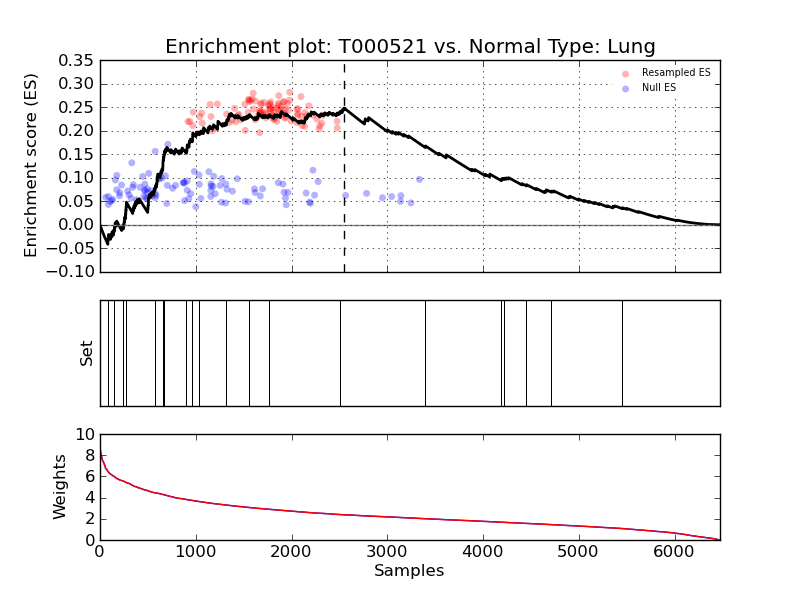 Enrichment plot: T000521 vs. Normal Type: Lung
Enrichment score (ES)
0.35
0.30
0.25
0.20
0.15
0.10
0.05
0.00
−0.05
−0.10
Resampled ES
Null ES
Set
Weights
10
8
6
4
2
0
0 1000 2000 3000 4000 5000 6000
Samples